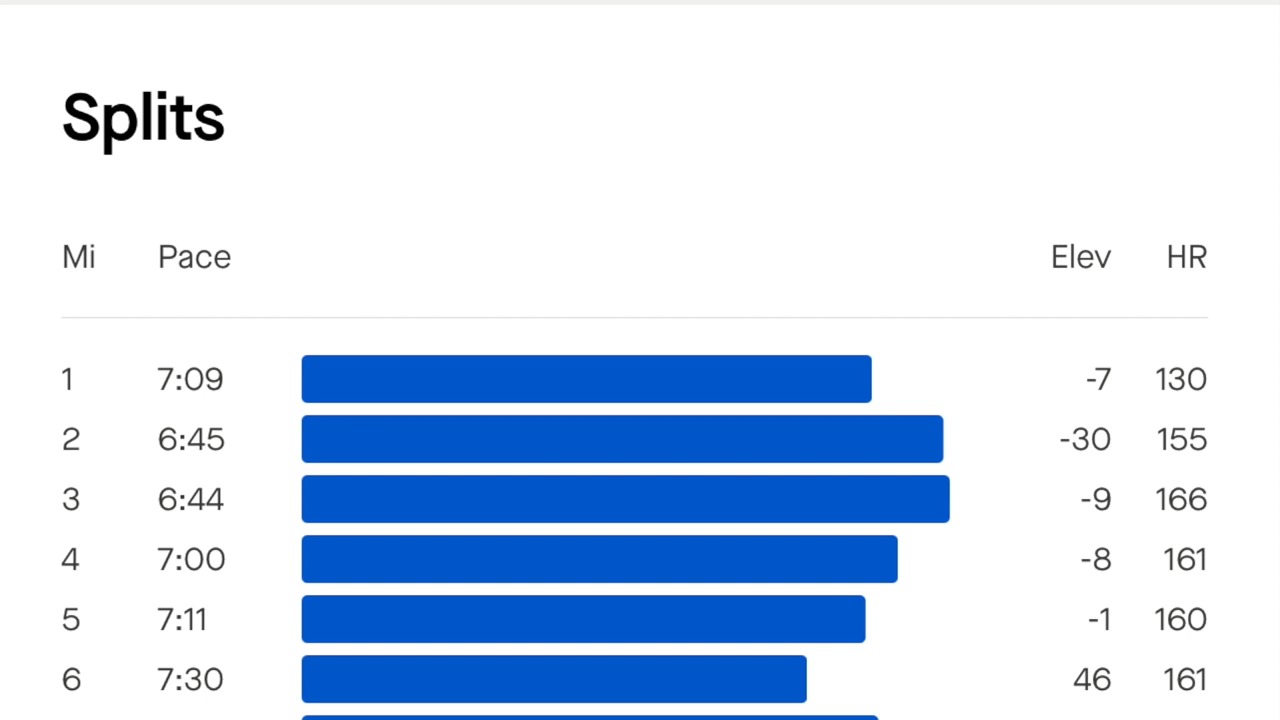 Splits
Mi Pace Elev HR
1 7:09 -7 130
2 6:45 -30 155
3 6:44 -9 166
4 7:00 -8 161
5 7:11 -1 160
6 7:30 46 161